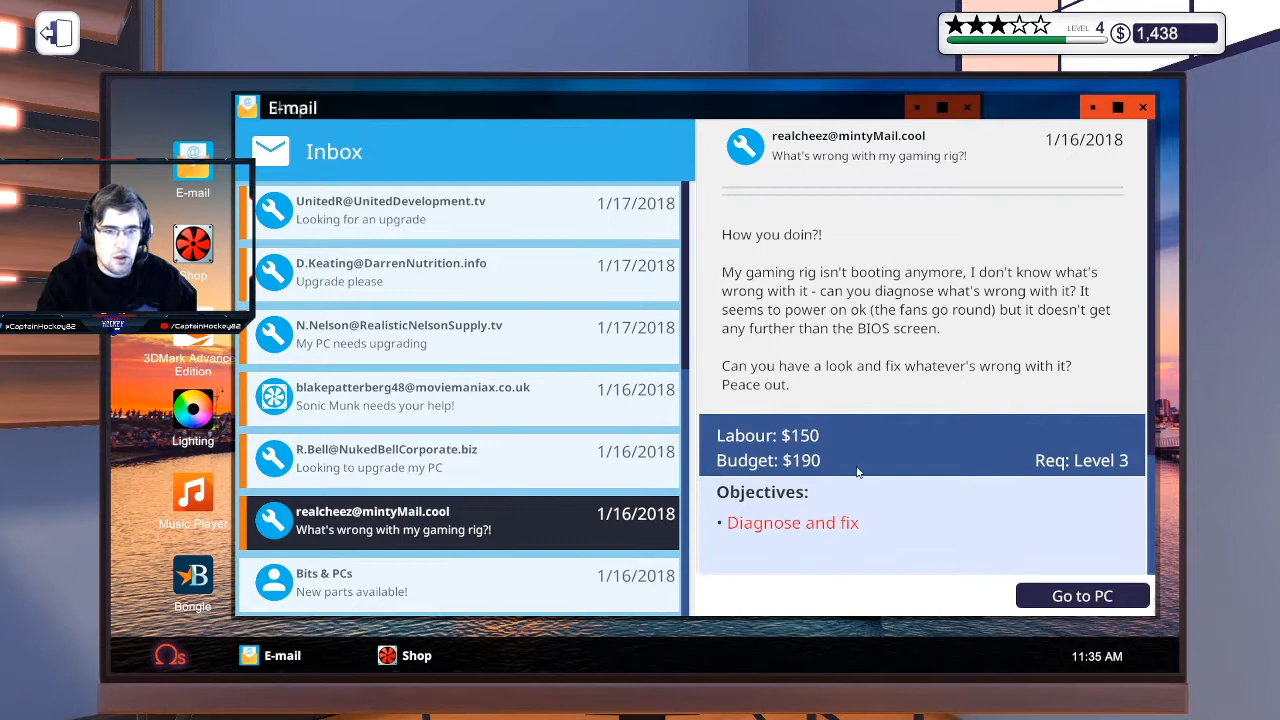 LEVEL 4 $ 1,438
E-mail
Inbox
UnitedR@UnitedDevelopment.tv 1/17/2018
Looking for an upgrade
D.Keating@DarrenNutrition.info 1/17/2018
Upgrade please
N.Nelson@RealisticNelsonSupply.tv 1/17/2018
My PC needs upgrading
blakepatterberg48@moviemaniax.co.uk 1/16/2018
Sonic Munk needs your help!
R.Bell@NukedBellCorporate.biz 1/16/2018
Looking to upgrade my PC
realcheez@mintyMail.cool 1/16/2018
What's wrong with my gaming rig?!
Bits & PCs 1/16/2018
New parts available!
realcheez@mintyMail.cool 1/16/2018
What's wrong with my gaming rig?!
How you doin?!
My gaming rig isn't booting anymore, I don't know what's
wrong with it - can you diagnose what's wrong with it? It
seems to power on ok (the fans go round) but it doesn't get
any further than the BIOS screen.
Can you have a look and fix whatever's wrong with it?
Peace out.
Labour: $150
Budget: $190 Req: Level 3
Objectives:
• Diagnose and fix
Go to PC
E-mail
Shop
3DMark Advanc
Edition
Lighting
Music Player
B
Bongle
@CaptainHockey82
HOCKEY
/CaptainHockey82
Ωs E-mail Shop 11:35 AM